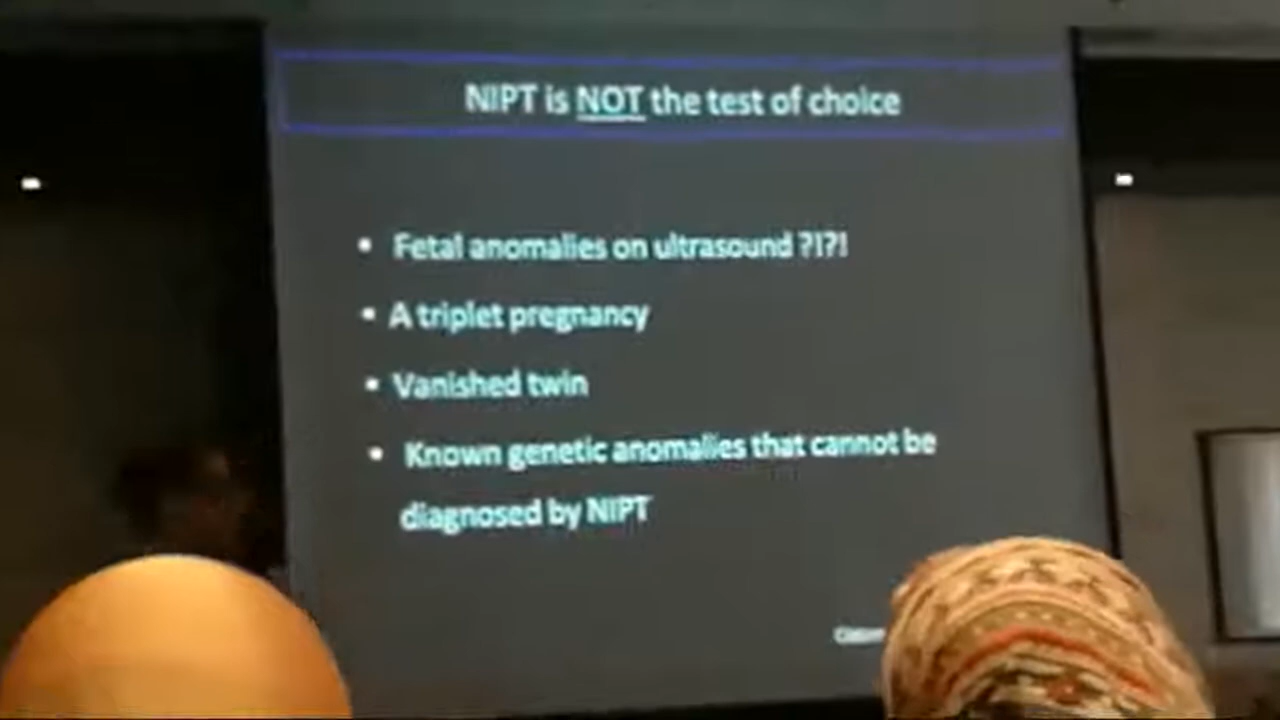 NIPT is NOT the test of choice
• Fetal anomalies on ultrasound ?!?!
• A triplet pregnancy
• Vanished twin
• Known genetic anomalies that cannot be
diagnosed by NIPT